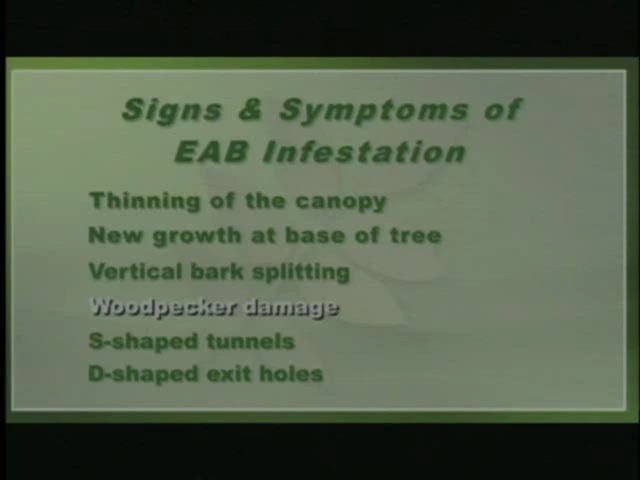 Signs & Symptoms of
EAB Infestation
Thinning of the canopy
New growth at base of tree
Vertical bark splitting
Woodpecker damage
S-shaped tunnels
D-shaped exit holes